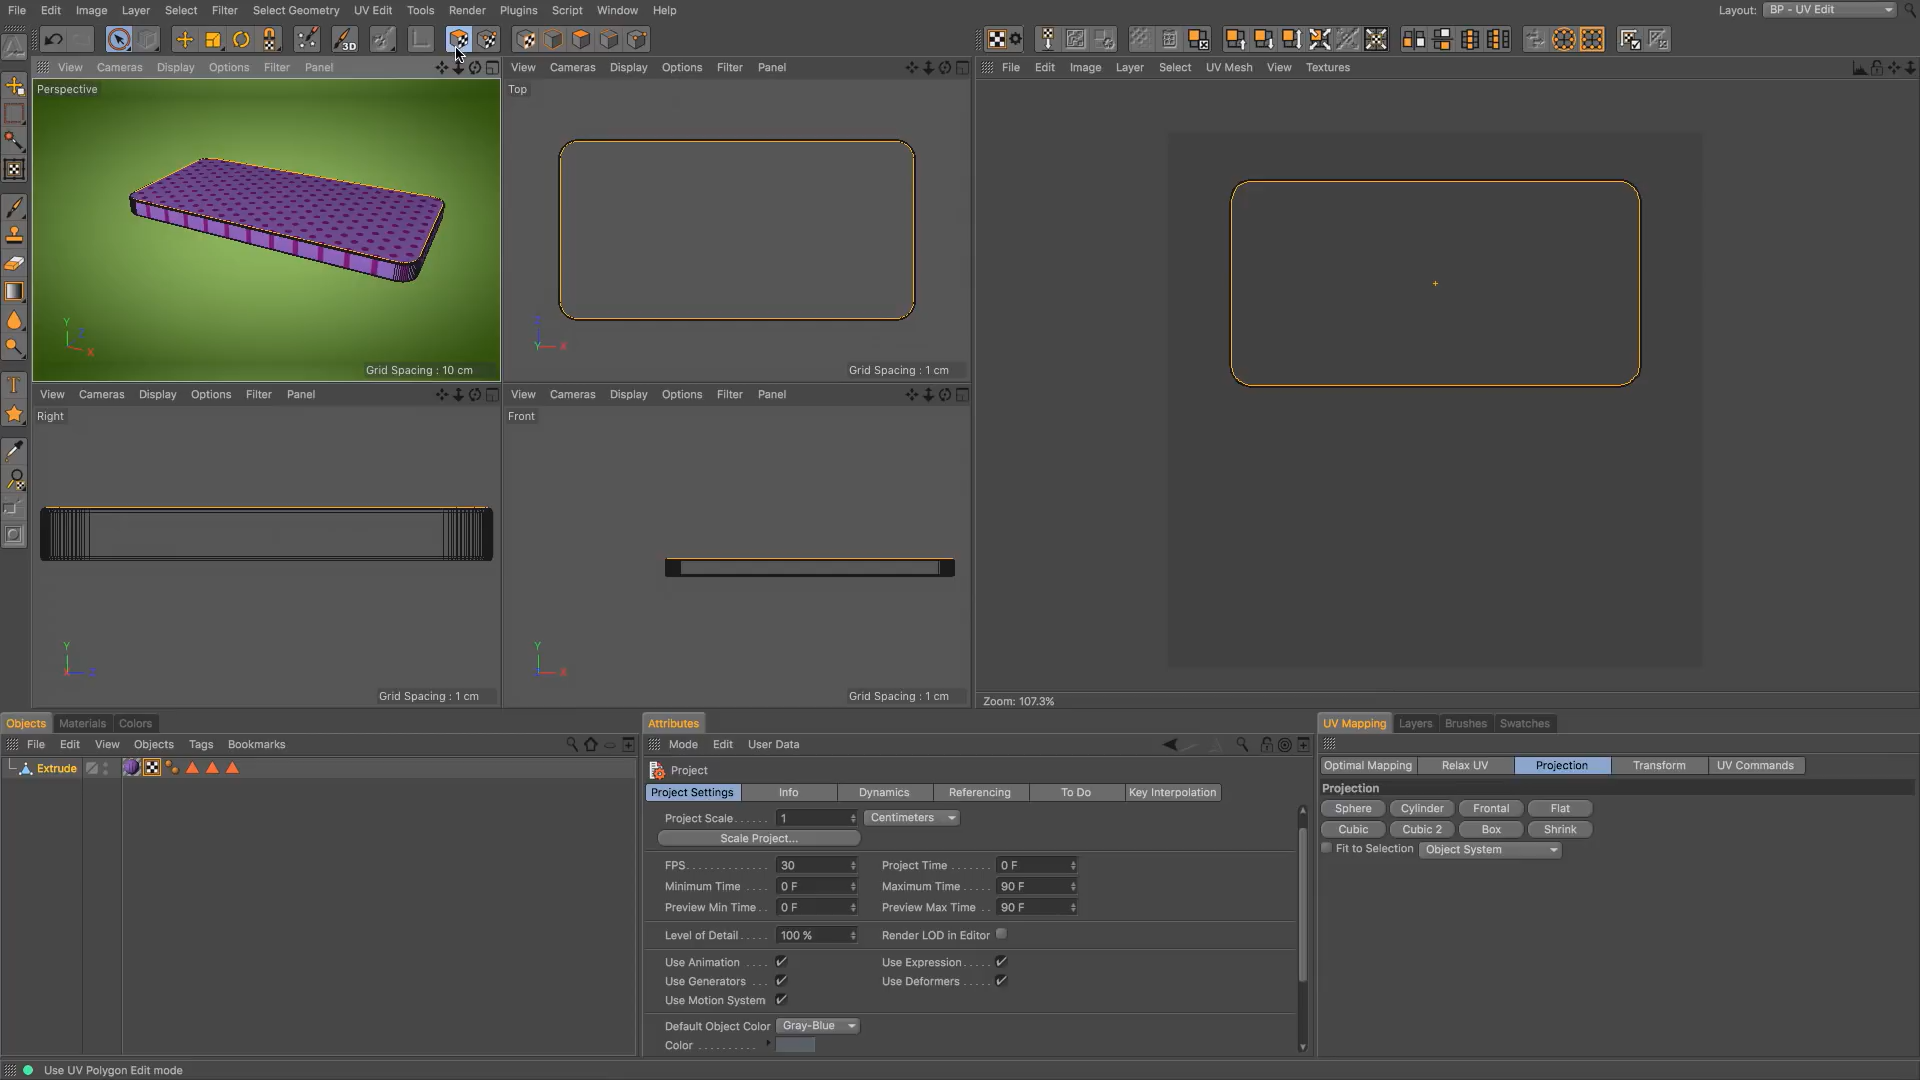 File Edit Image Layer Select Filter Select Geometry UV Edit Tools Render Plugins Script Window Help Layout: BP - UV Edit
3D
View Cameras Display Options Filter Panel
Perspective
Y
Z
X
Grid Spacing : 10 cm
View Cameras Display Options Filter Panel
Top
Z
Y X
Grid Spacing : 1 cm
File Edit Image Layer Select UV Mesh View Textures
View Cameras Display Options Filter Panel
Right
Y
X Z
Grid Spacing : 1 cm
View Cameras Display Options Filter Panel
Front
Y
Z X
Grid Spacing : 1 cm
Zoom: 107.3%
Objects Materials Colors
File Edit View Objects Tags Bookmarks
Extrude
Attributes
Mode Edit User Data
Project
Project Settings Info Dynamics Referencing To Do Key Interpolation
Project Scale...... 1 Centimeters
Scale Project...
FPS.............. 30 Project Time ....... 0 F
Minimum Time .... 0 F Maximum Time ..... 90 F
Preview Min Time.. 0 F Preview Max Time .. 90 F
Level of Detail..... 100 % Render LOD in Editor
Use Animation .... Use Expression......
Use Generators ... Use Deformers .....
Use Motion System
Default Object Color Gray-Blue
Color ..........
UV Mapping Layers Brushes Swatches
Optimal Mapping Relax UV Projection Transform UV Commands
Projection
Sphere Cylinder Frontal Flat
Cubic Cubic 2 Box Shrink
Fit to Selection Object System
Use UV Polygon Edit mode